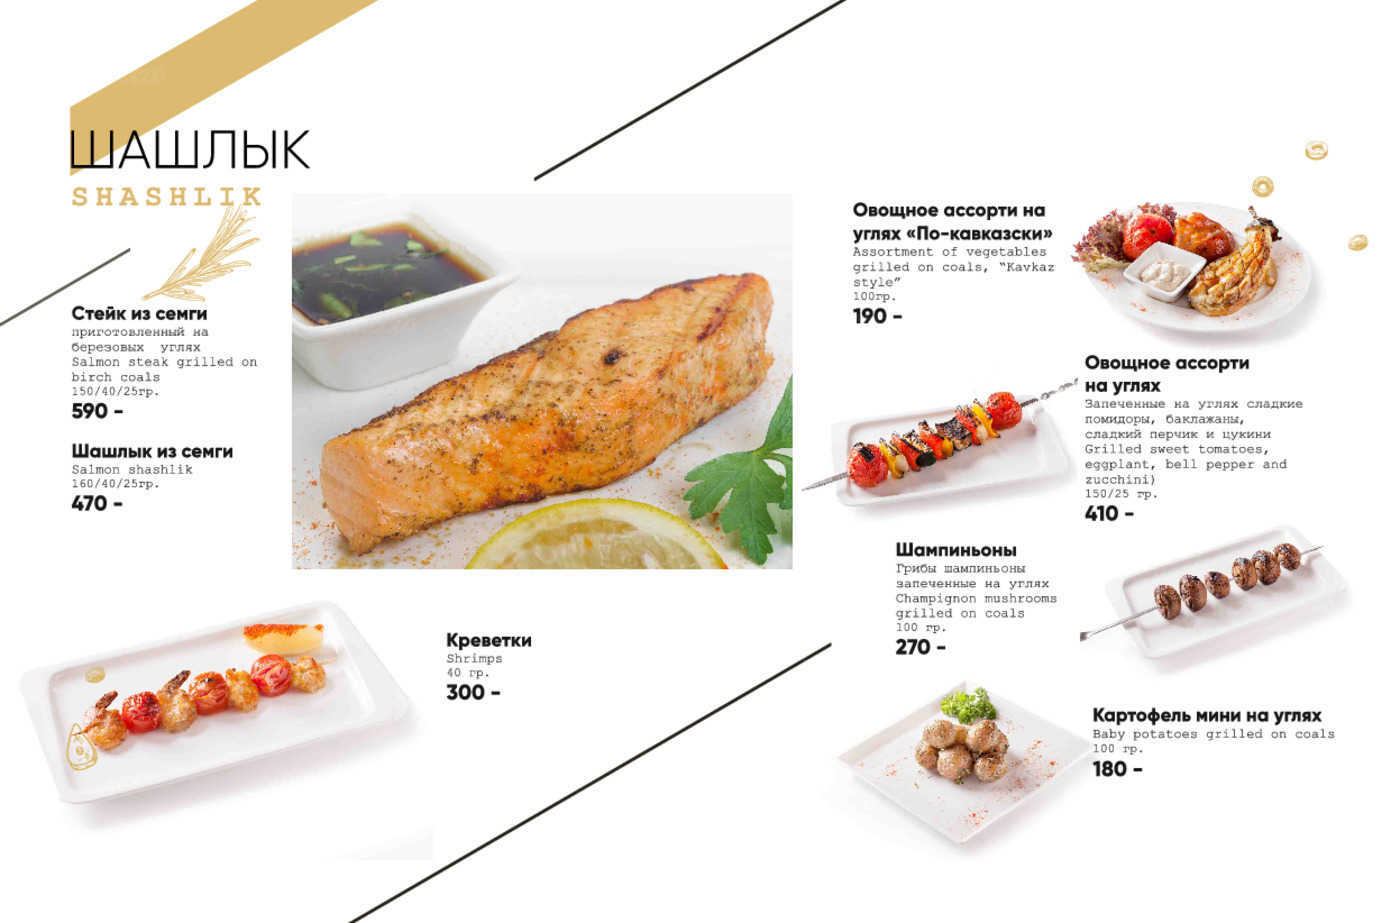 ШАШЛЫК
SHASHLIK
Стейк из семги
приготовленный на
березовых углях
Salmon steak grilled on
birch coals
150/40/25гр.
590 -
Шашлык из семги
Salmon shashlik
160/40/25гр.
470 -
Креветки
Shrimps
40 гр.
300 -
Овощное ассорти на
углях «По-кавказски»
Assortment of vegetables
grilled on coals, “Kavkaz
style”
100гр.
190 -
Овощное ассорти
на углях
Запеченные на углях сладкие
помидоры, баклажаны,
сладкий перчик и цукини
Grilled sweet tomatoes,
eggplant, bell pepper and
zucchini)
150/25 гр.
410 -
Шампиньоны
Грибы шампиньоны
запеченные на углях
Champignon mushrooms
grilled on coals
100 гр.
270 -
Картофель мини на углях
Baby potatoes grilled on coals
100 гр.
180 -